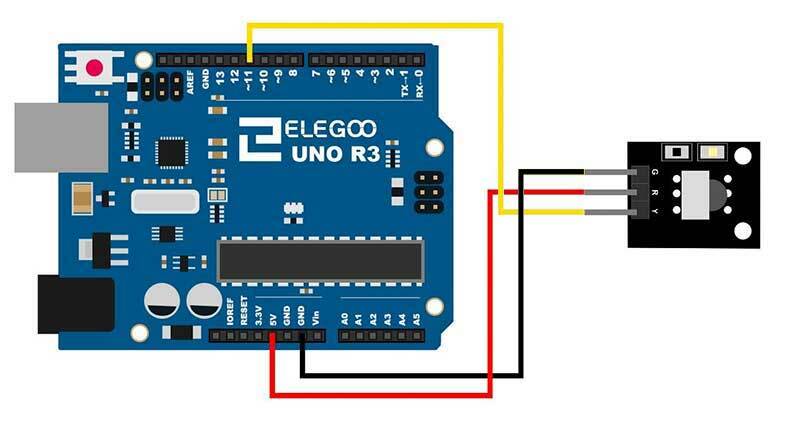 AREF
GND
13
12
~11
~10
~9
8
7
~6
~5
4
~3
2
TX→1
RX←0
ELEGOO
UNO R3
G
R
Y
IOREF
RESET
3.3V
5V
GND
GND
Vin
A0
A1
A2
A3
A4
A5